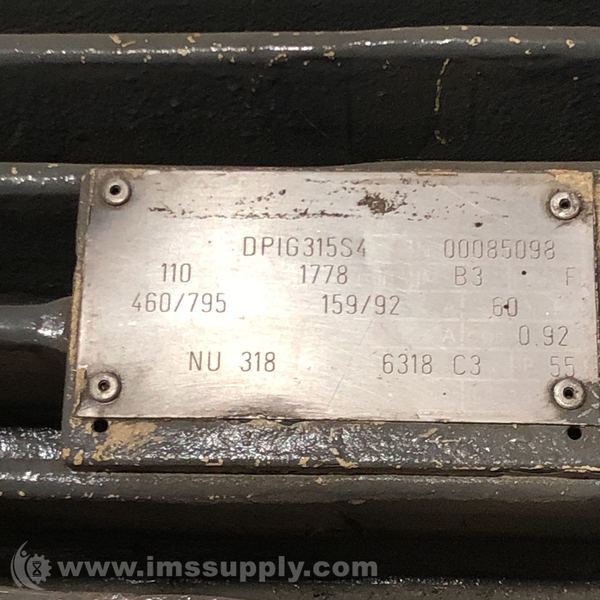 DPIG315S4 00085098
110 1778 B3 F
460/795 159/92 60
A 0.92
NU 318 6318 C3 P 55
www.imssupply.com